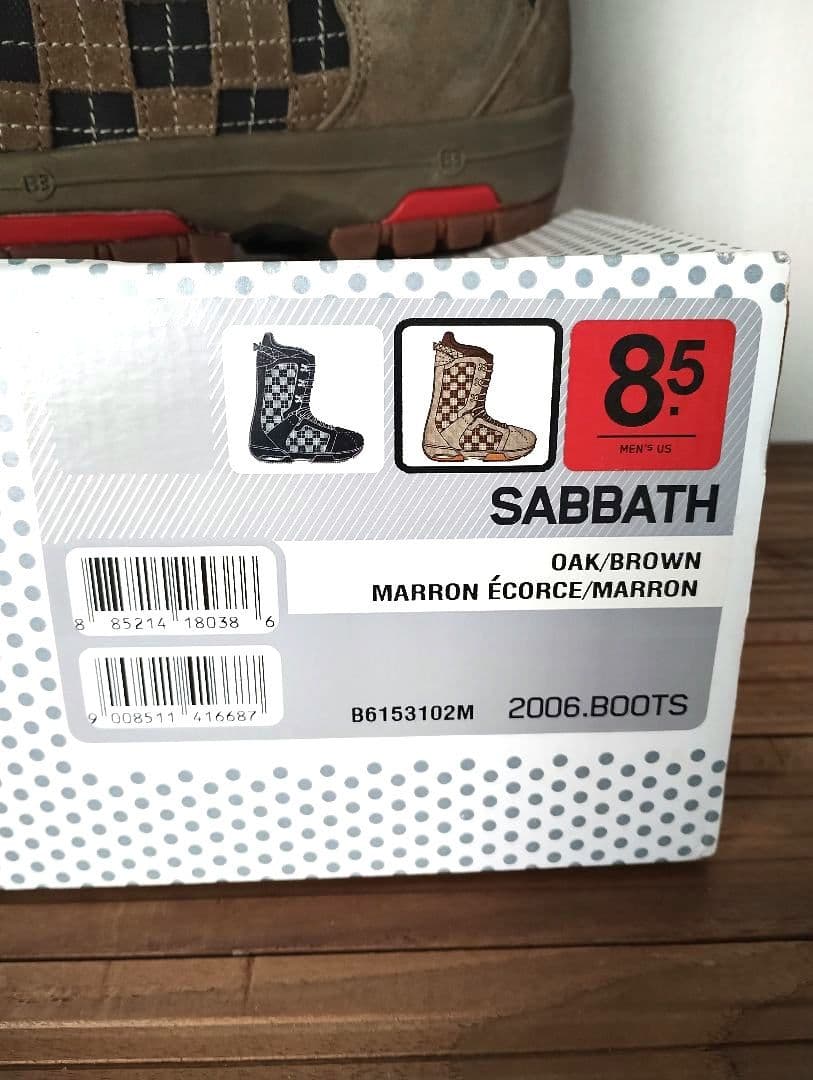 8.5
MEN'S US
SABBATH
OAK/BROWN
MARRON ÉCORCE/MARRON
8 85214 18038 6
9 008511 416687
B6153102M
2006.BOOTS